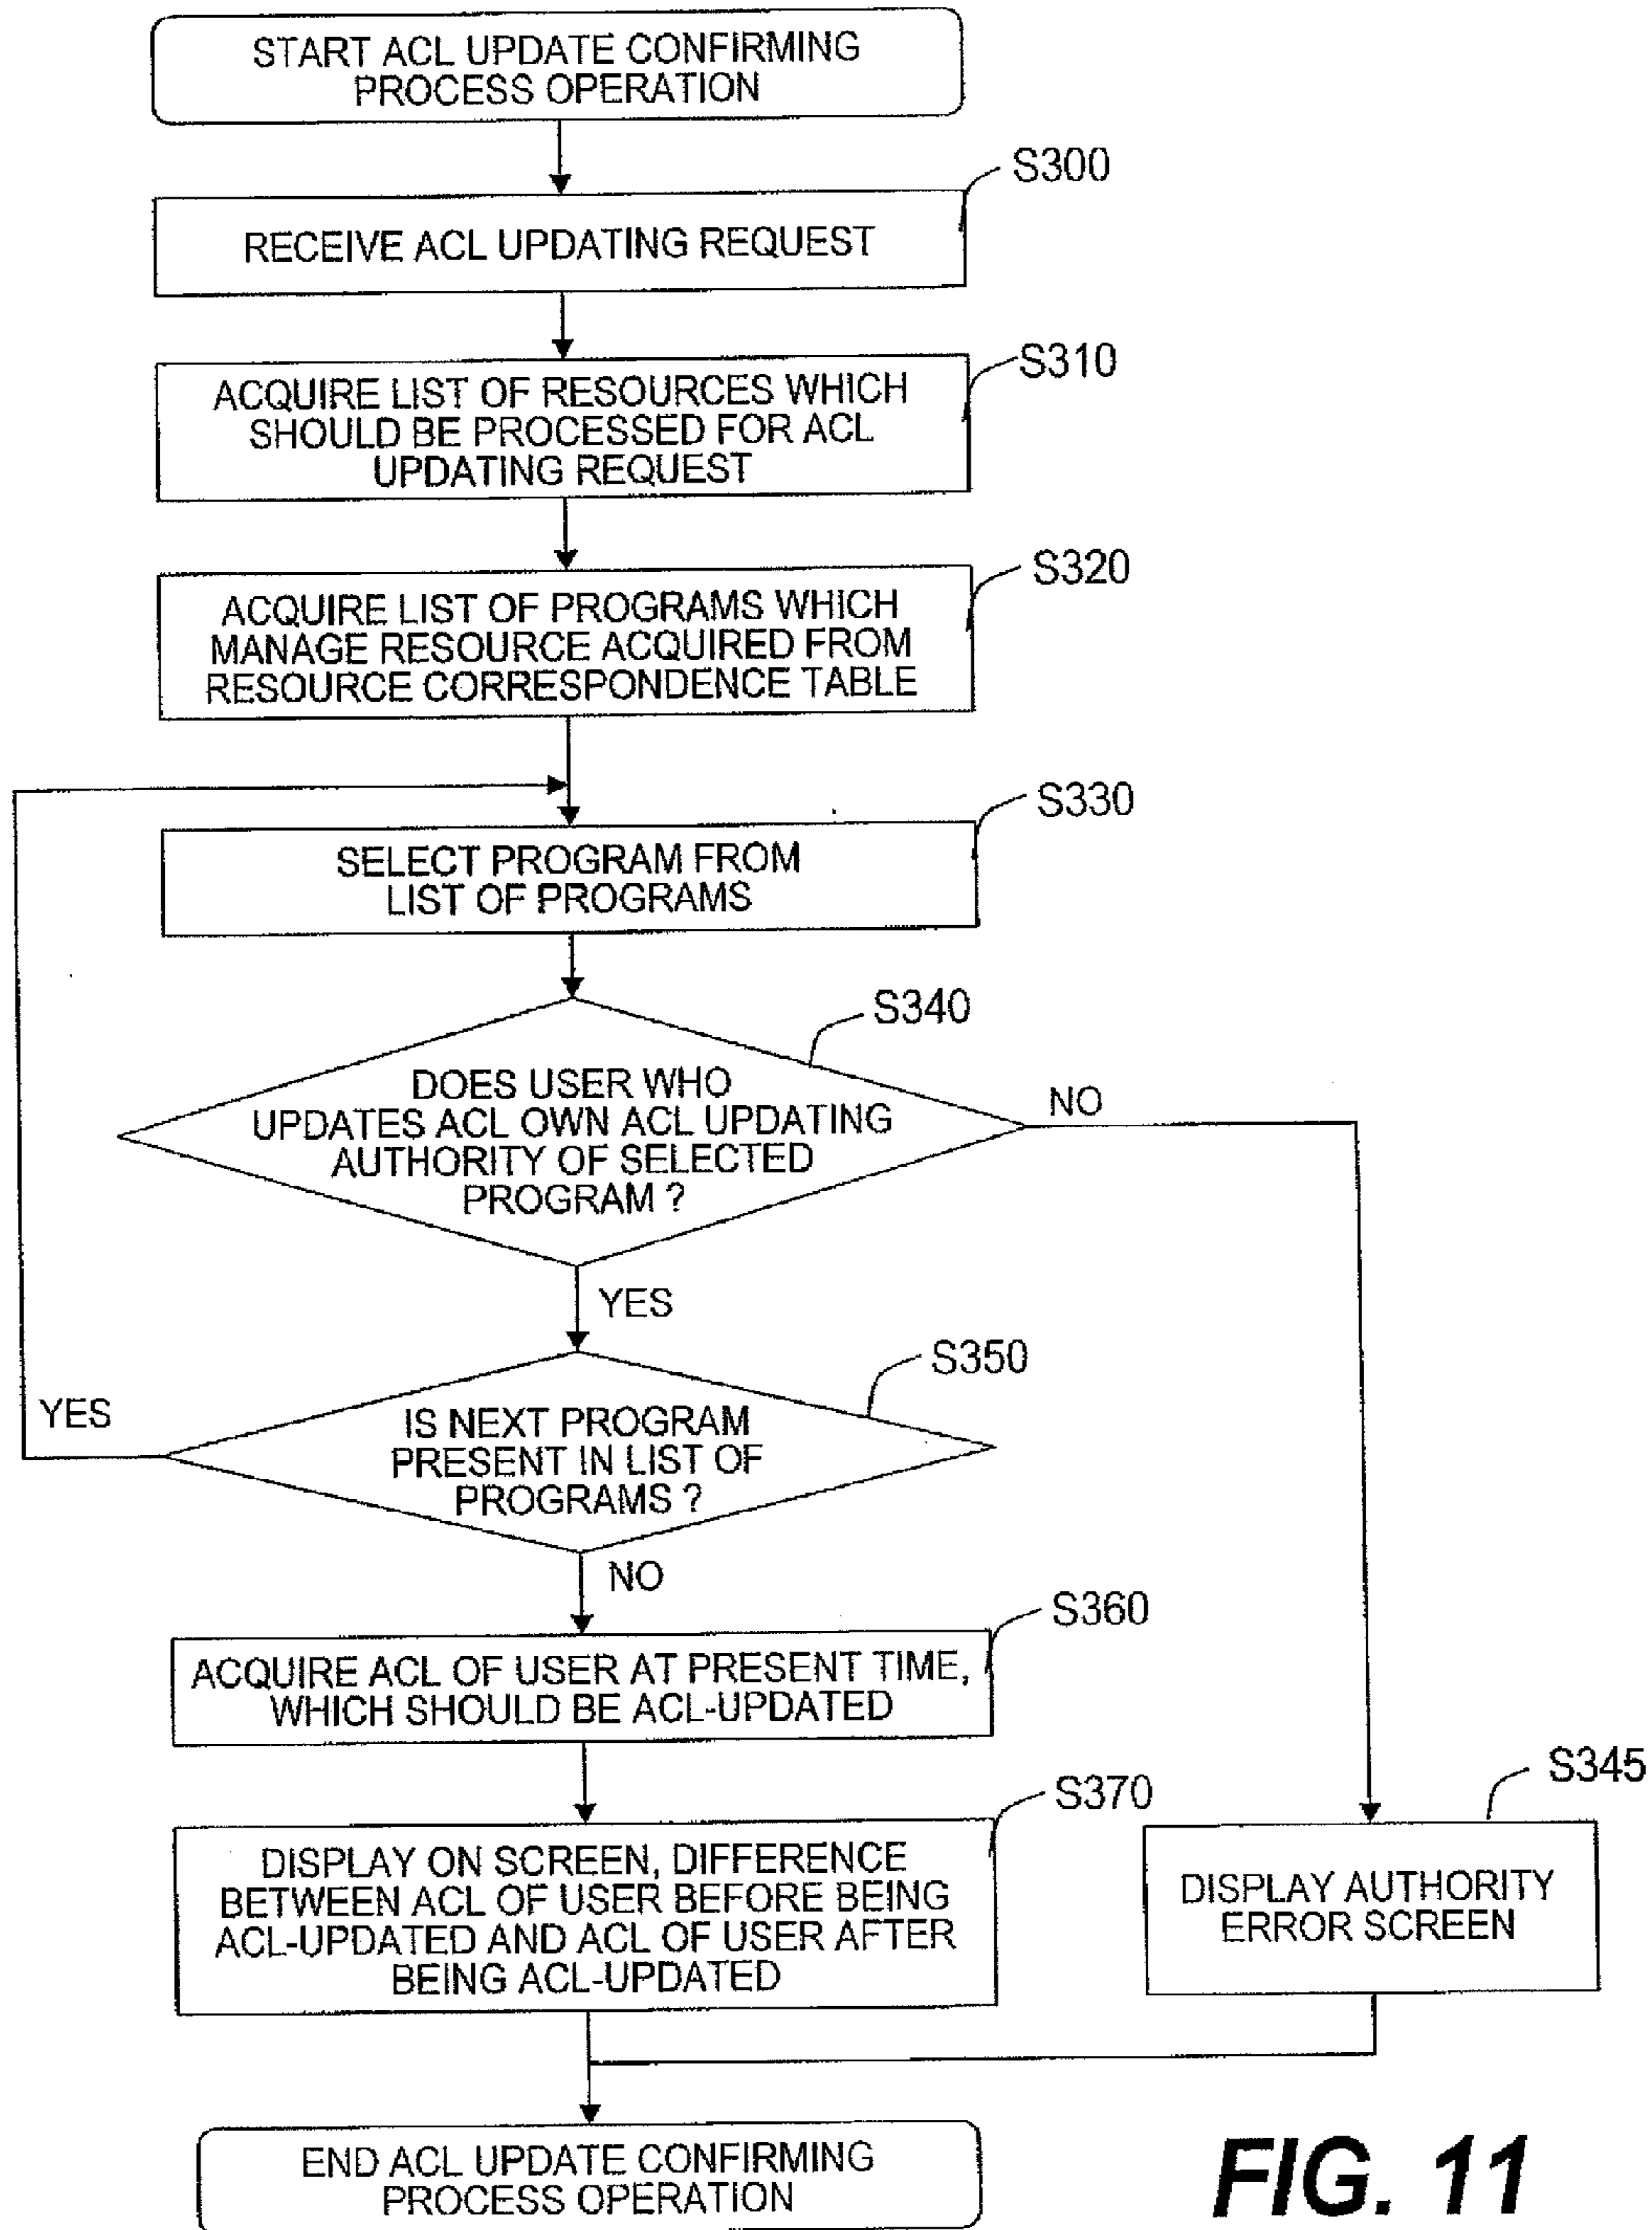 START ACL UPDATE CONFIRMING
PROCESS OPERATION
S300
RECEIVE ACL UPDATING REQUEST
S310
ACQUIRE LIST OF RESOURCES WHICH
SHOULD BE PROCESSED FOR ACL
UPDATING REQUEST
S320
ACQUIRE LIST OF PROGRAMS WHICH
MANAGE RESOURCE ACQUIRED FROM
RESOURCE CORRESPONDENCE TABLE
S330
SELECT PROGRAM FROM
LIST OF PROGRAMS
S340
DOES USER WHO
UPDATES ACL OWN ACL UPDATING
AUTHORITY OF SELECTED
PROGRAM ?
NO
YES
S350
YES
IS NEXT PROGRAM
PRESENT IN LIST OF
PROGRAMS ?
NO
S360
ACQUIRE ACL OF USER AT PRESENT TIME,
WHICH SHOULD BE ACL-UPDATED
S370
DISPLAY ON SCREEN, DIFFERENCE
BETWEEN ACL OF USER BEFORE BEING
ACL-UPDATED AND ACL OF USER AFTER
BEING ACL-UPDATED
S345
DISPLAY AUTHORITY
ERROR SCREEN
END ACL UPDATE CONFIRMING
PROCESS OPERATION
FIG. 11